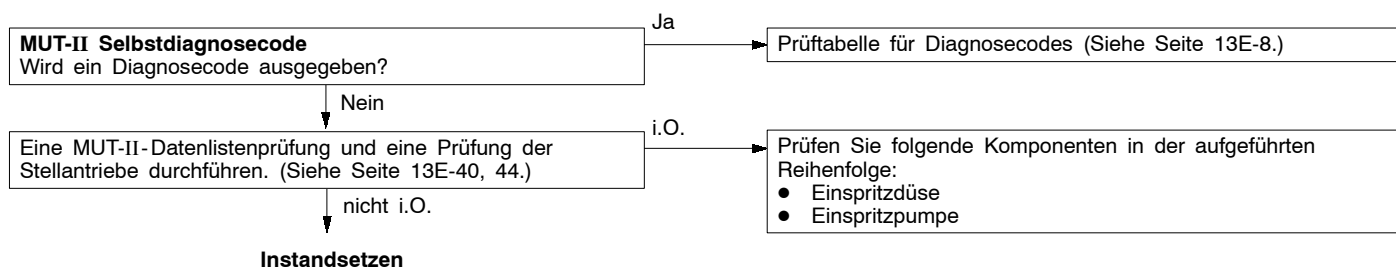 Ja
MUT-II Selbstdiagnosecode
Wird ein Diagnosecode ausgegeben?
Prüftabelle für Diagnosecodes (Siehe Seite 13E-8.)
Nein
i.O.
Eine MUT-II-Datenlistenprüfung und eine Prüfung der
Stellantriebe durchführen. (Siehe Seite 13E-40, 44.)
Prüfen Sie folgende Komponenten in der aufgeführten
Reihenfolge:
● Einspritzdüse
● Einspritzpumpe
nicht i.O.
Instandsetzen